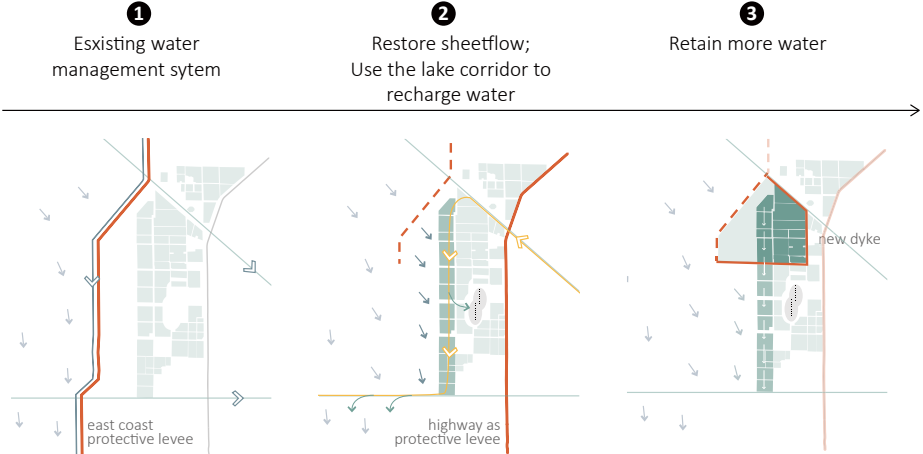 1
Esxisting water
management sytem
2
Restore sheetflow;
Use the lake corridor to
recharge water
3
Retain more water
east coast
protective levee
highway as
protective levee
new dyke